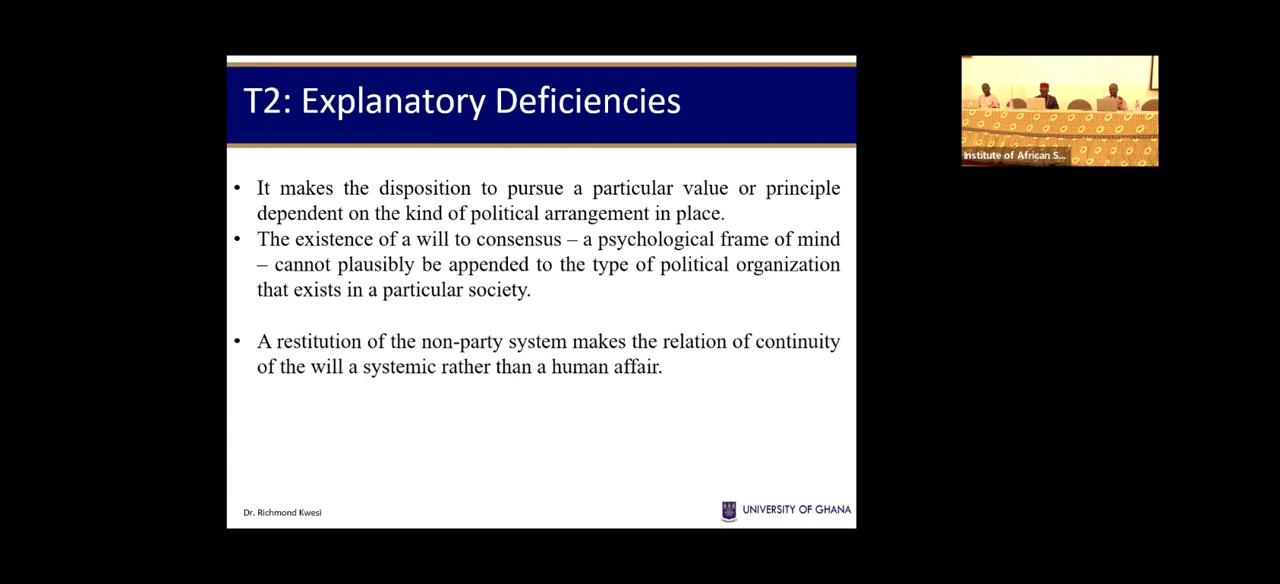 T2: Explanatory Deficiencies
• It makes the disposition to pursue a particular value or principle
dependent on the kind of political arrangement in place.
• The existence of a will to consensus – a psychological frame of mind
– cannot plausibly be appended to the type of political organization
that exists in a particular society.
• A restitution of the non-party system makes the relation of continuity
of the will a systemic rather than a human affair.
Dr. Richmond Kwesi
UNIVERSITY OF GHANA
Institute of African S...